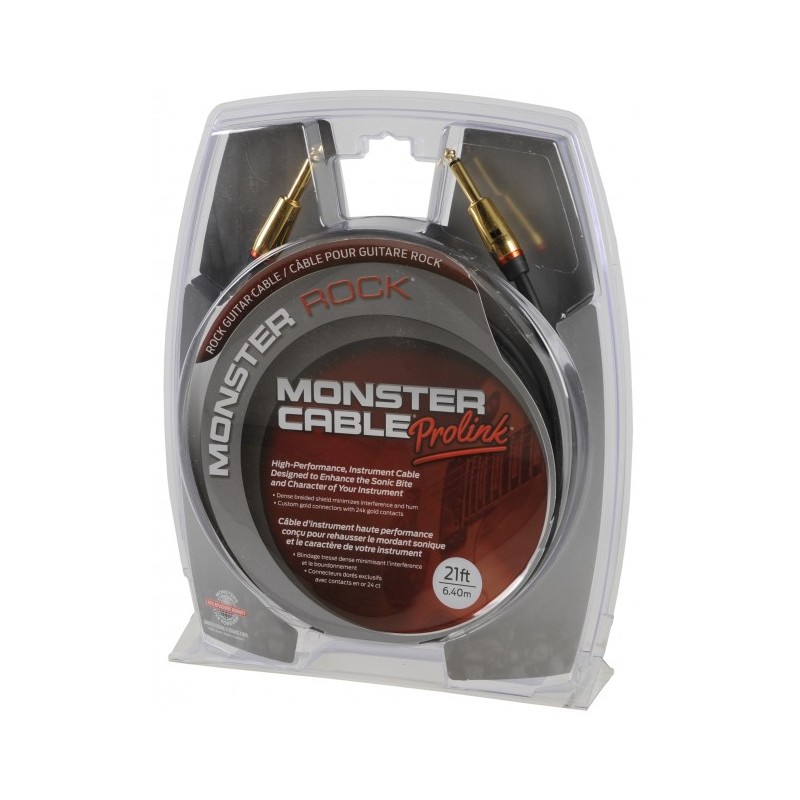 ROCK GUITAR CABLE / CÂBLE POUR GUITARE ROCK
MONSTER ROCK®
MONSTER
CABLE® Prolink™
High-Performance, Instrument Cable
Designed to Enhance the Sonic Bite
and Character of Your Instrument
• Dense braided shield minimizes interference and hum
• Custom gold connectors with 24k gold contacts
Câble d'instrument haute performance
conçu pour rehausser le mordant sonique
et le caractère de votre instrument
• Blindage tressé dense minimisant l'interférence
et le bourdonnement
• Connecteurs dorés exclusifs
avec contacts en or 24 ct
21ft
6.40m